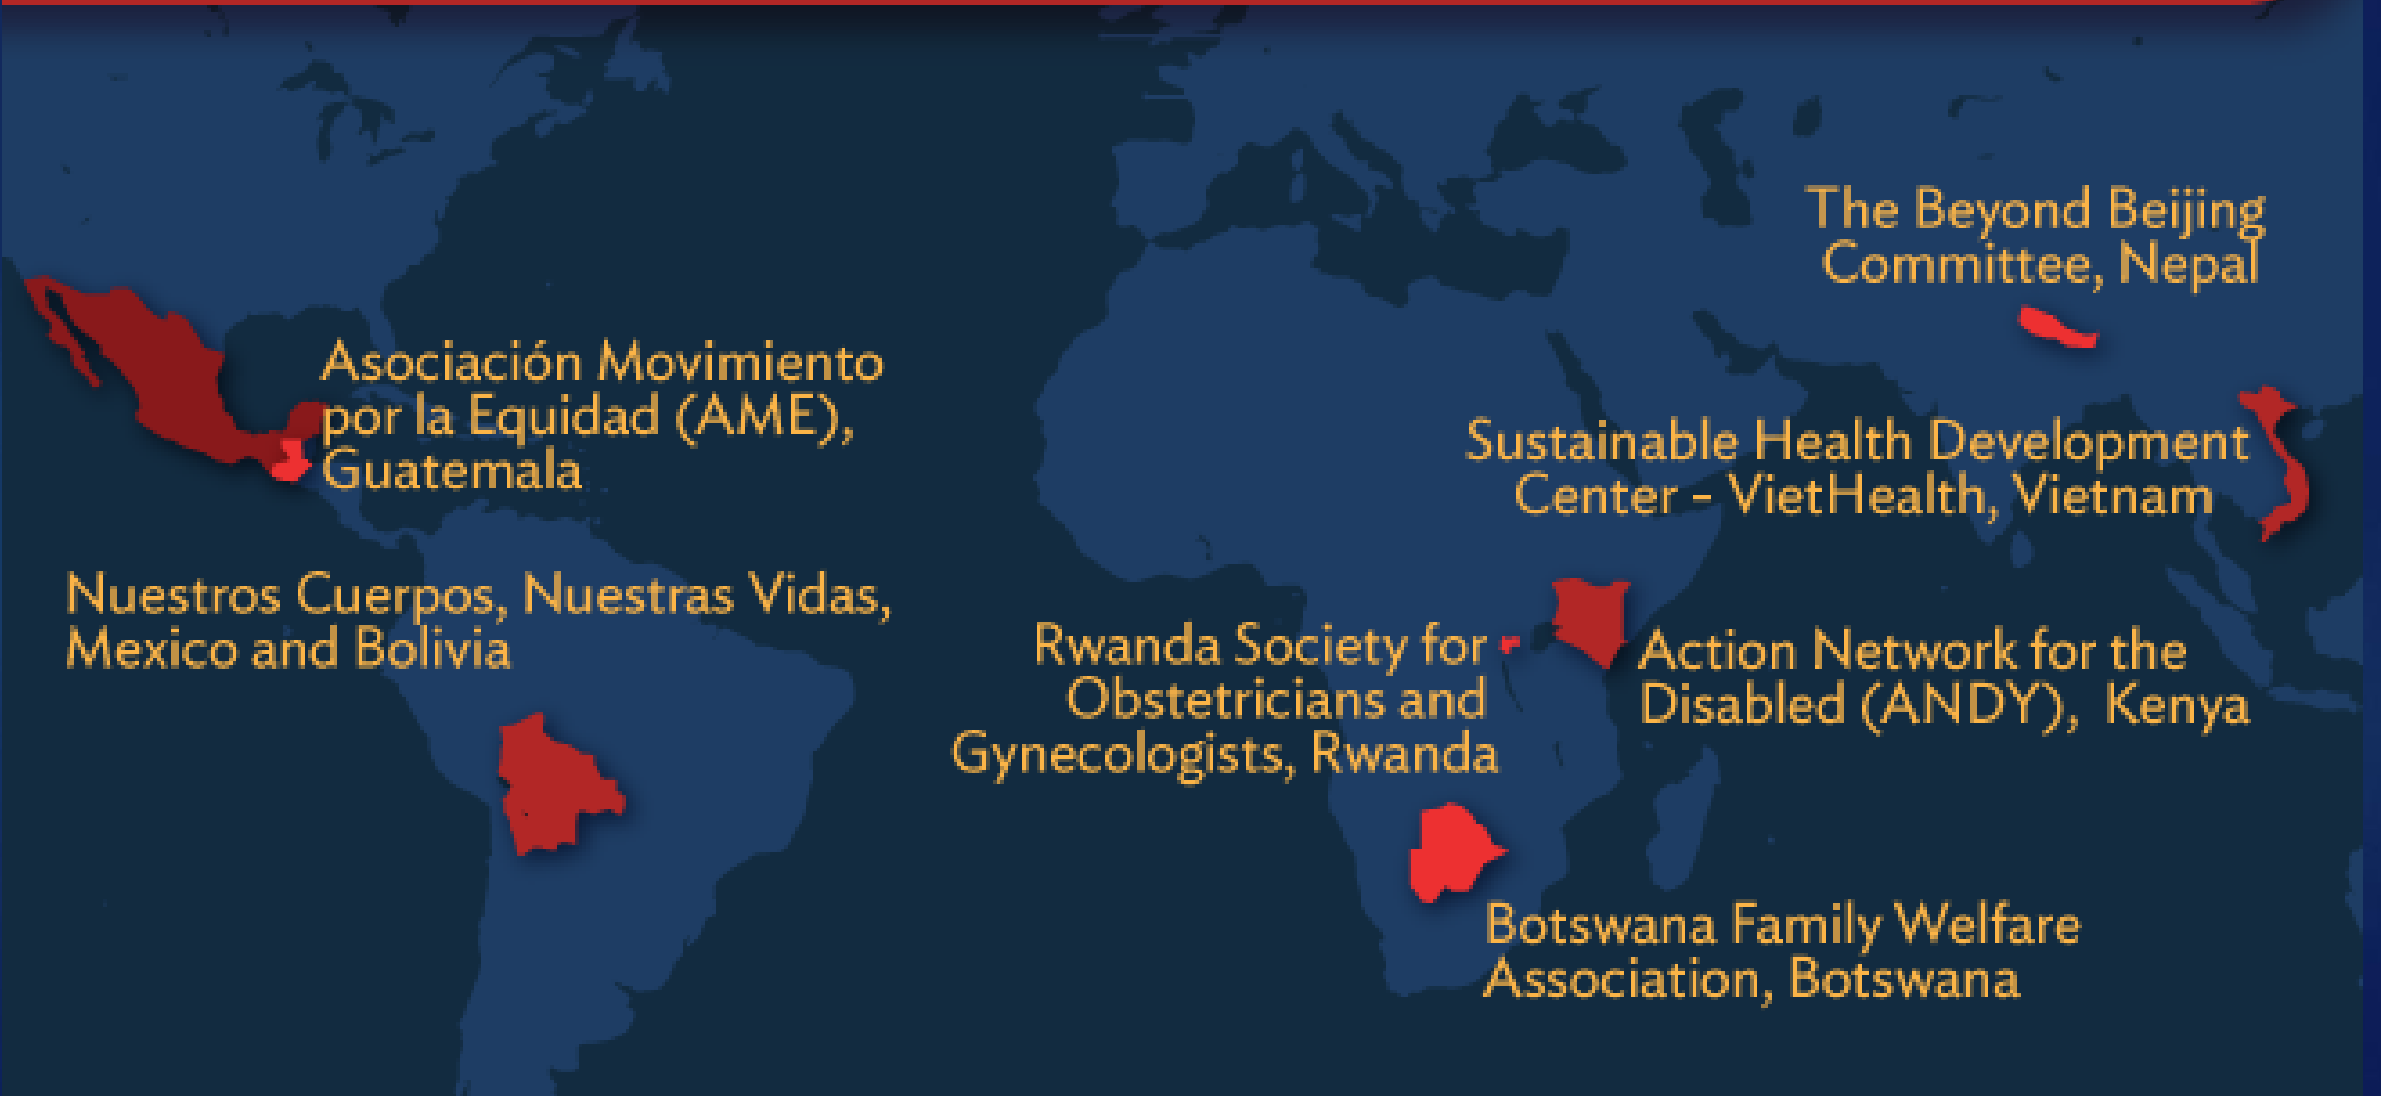 The Beyond Beijing
Committee, Nepal
Asociación Movimiento
por la Equidad (AME),
Guatemala
Sustainable Health Development
Center – VietHealth, Vietnam
Nuestros Cuerpos, Nuestras Vidas,
Mexico and Bolivia
Rwanda Society for
Obstetricians and
Gynecologists, Rwanda
Action Network for the
Disabled (ANDY), Kenya
Botswana Family Welfare
Association, Botswana